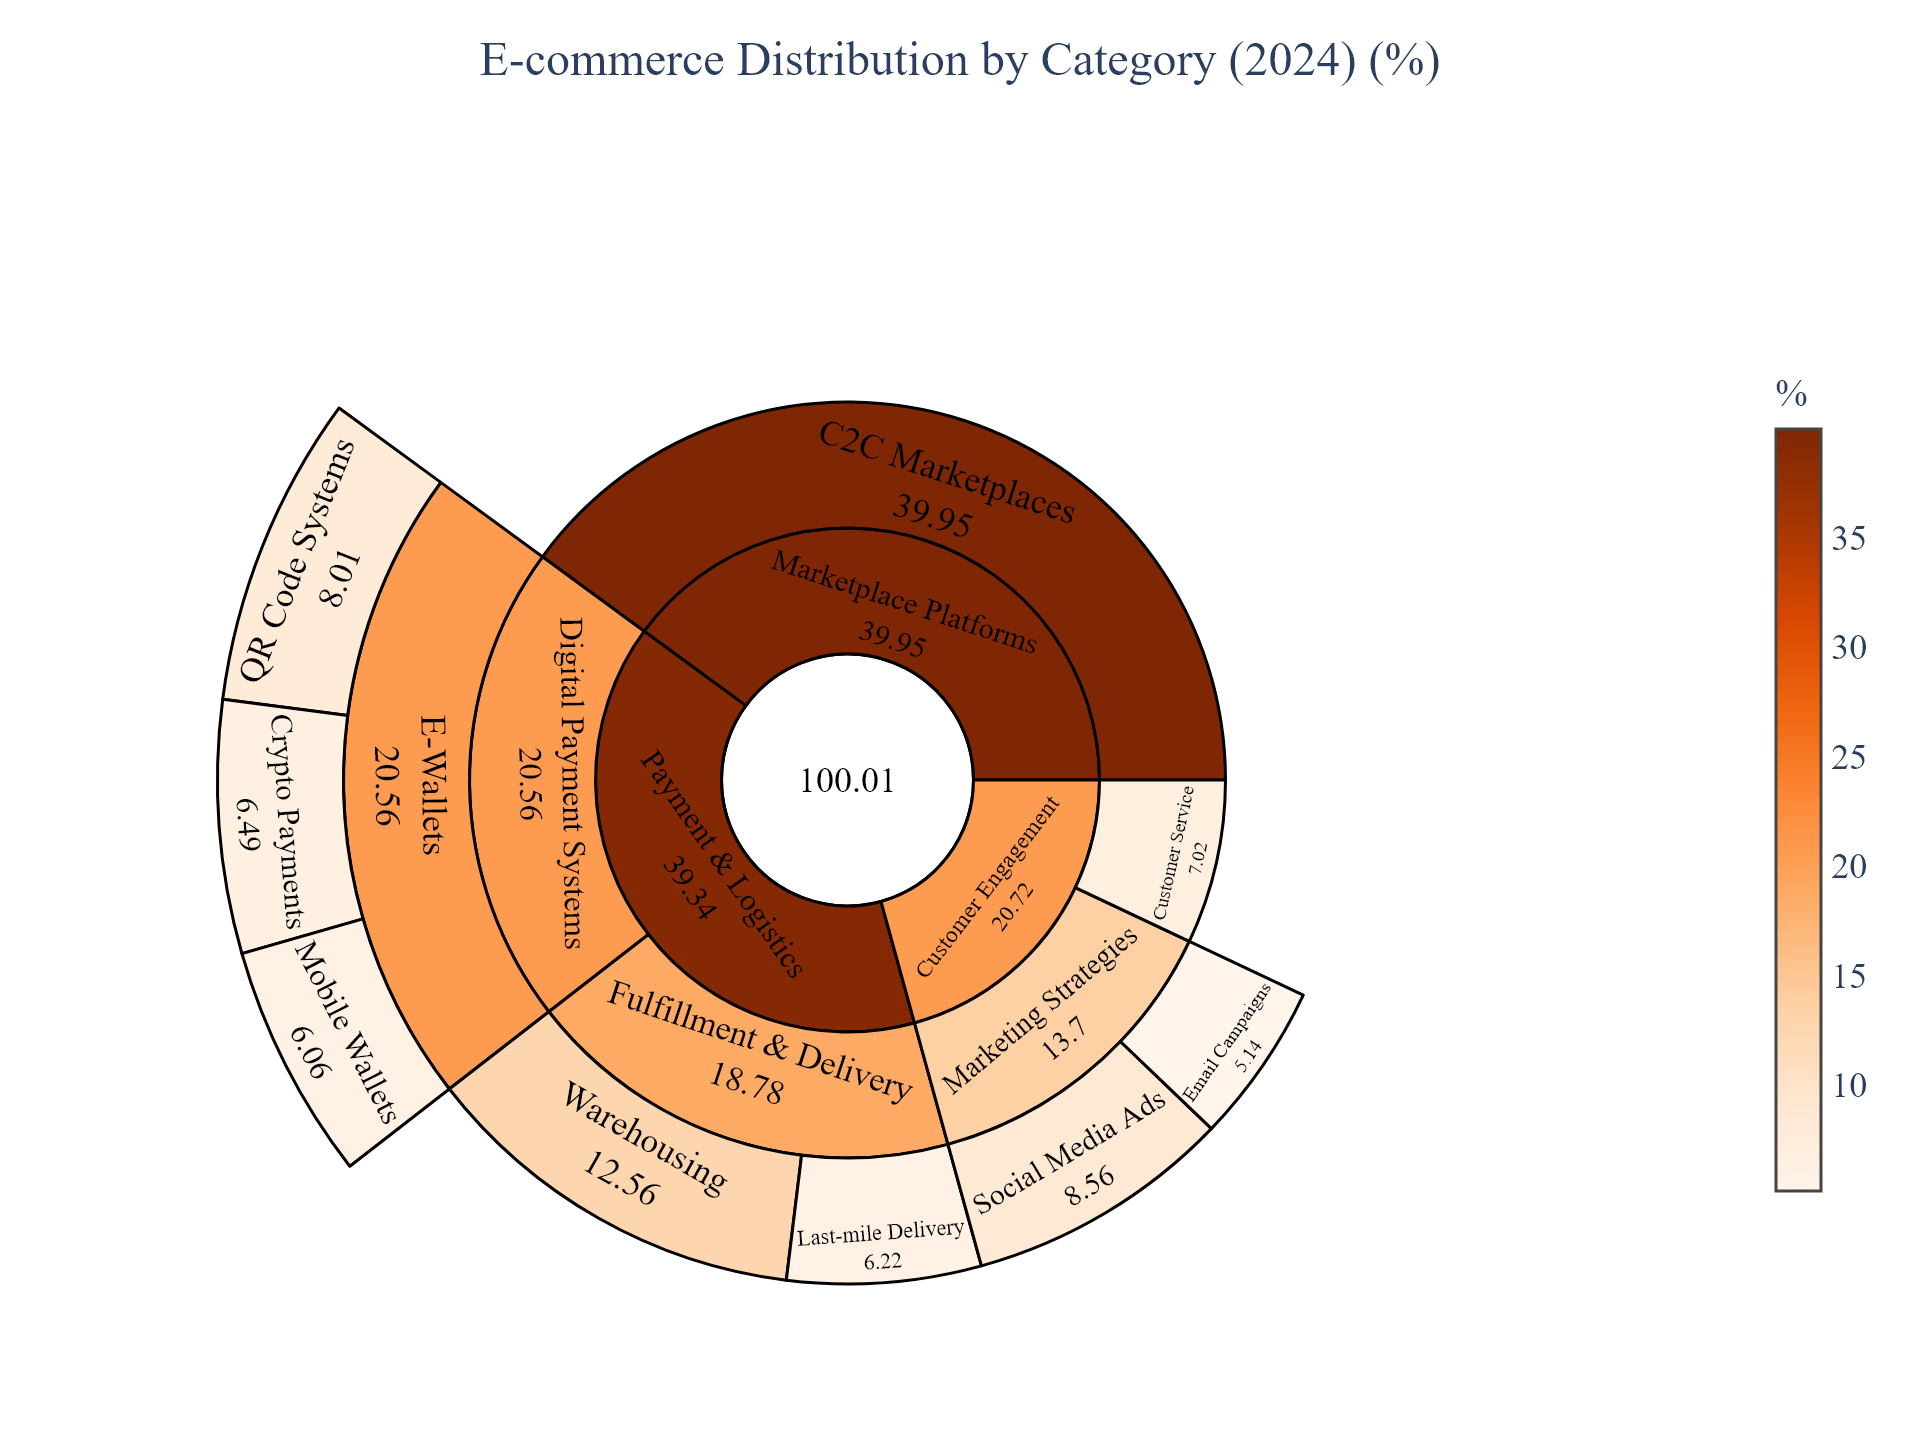 E-commerce Distribution by Category (2024) (%)
C2C Marketplaces
39.95
Marketplace Platforms
39.95
100.01
Payment & Logistics
39.34
Digital Payment Systems
20.56
E-Wallets
20.56
QR Code Systems
8.01
Crypto Payments
6.49
Mobile Wallets
6.06
Fulfillment & Delivery
18.78
Warehousing
12.56
Last-mile Delivery
6.22
Customer Engagement
20.72
Marketing Strategies
13.7
Social Media Ads
8.56
Email Campaigns
5.14
Customer Service
7.02
%
35
30
25
20
15
10